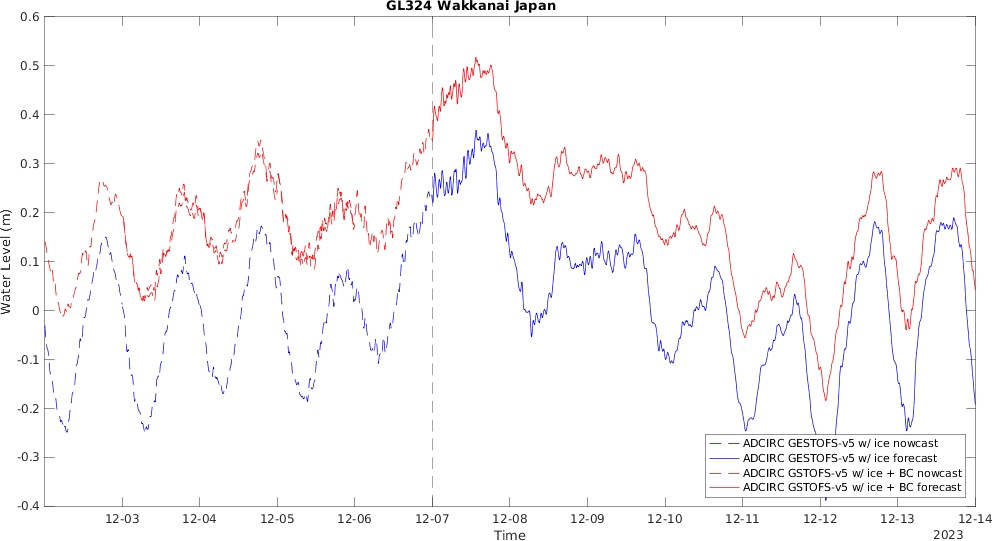 GL324 Wakkanai Japan
0.6
0.5
0.4
0.3
0.2
0.1
0
-0.1
-0.2
-0.3
-0.4
Water Level (m)
ADCIRC GESTOFS-v5 w/ ice nowcast
ADCIRC GESTOFS-v5 w/ ice forecast
ADCIRC GSTOFS-v5 w/ ice + BC nowcast
ADCIRC GSTOFS-v5 w/ ice + BC forecast
12-03 12-04 12-05 12-06 12-07 12-08 12-09 12-10 12-11 12-12 12-13 12-14
Time
2023